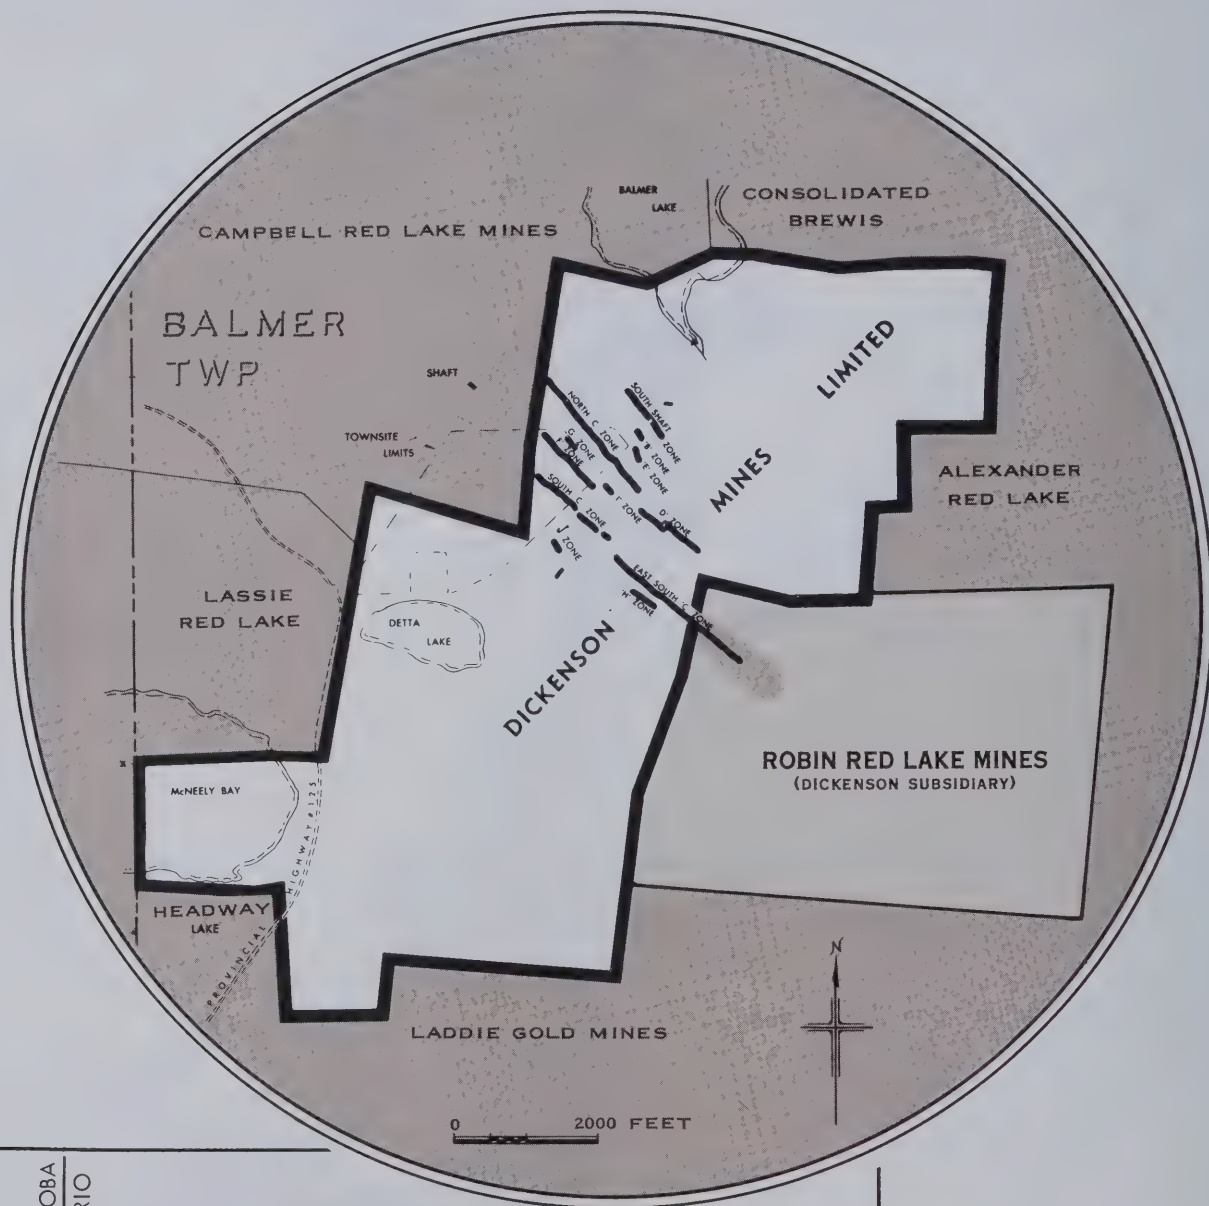 BALMER
LAKE
CONSOLIDATED
BREWIS
CAMPBELL RED LAKE MINES
BALMER
TWP
SHAFT
TOWNSITE
LIMITS
LIMITED
MINES
DICKENSON
SOUTH SHAFT ZONE
NORTH C ZONE
"B" ZONE
"E" ZONE
G ZONE
F ZONE
SOUTH C ZONE
ZONE
D' ZONE
J ZONE
EAST SOUTH "C" ZONE
"H" ZONE
ALEXANDER
RED LAKE
LASSIE
RED LAKE
DETTA
LAKE
ROBIN RED LAKE MINES
(DICKENSON SUBSIDIARY)
McNEELY BAY
PROVINCIAL HIGHWAY #125
HEADWAY
LAKE
N
LADDIE GOLD MINES
0 2000 FEET
OBA
RIO